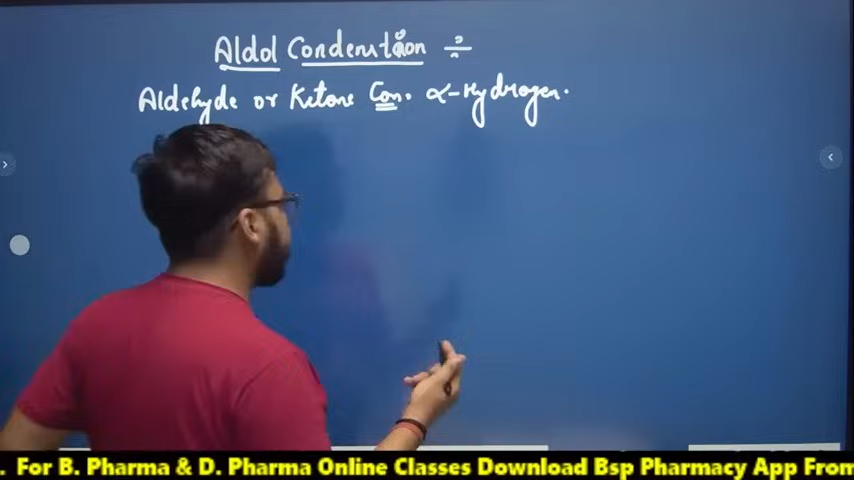 Aldol Condensation ÷
Aldehyde or Ketone Con. α-Hydrogen.
. For B. Pharma & D. Pharma Online Classes Download Bsp Pharmacy App From